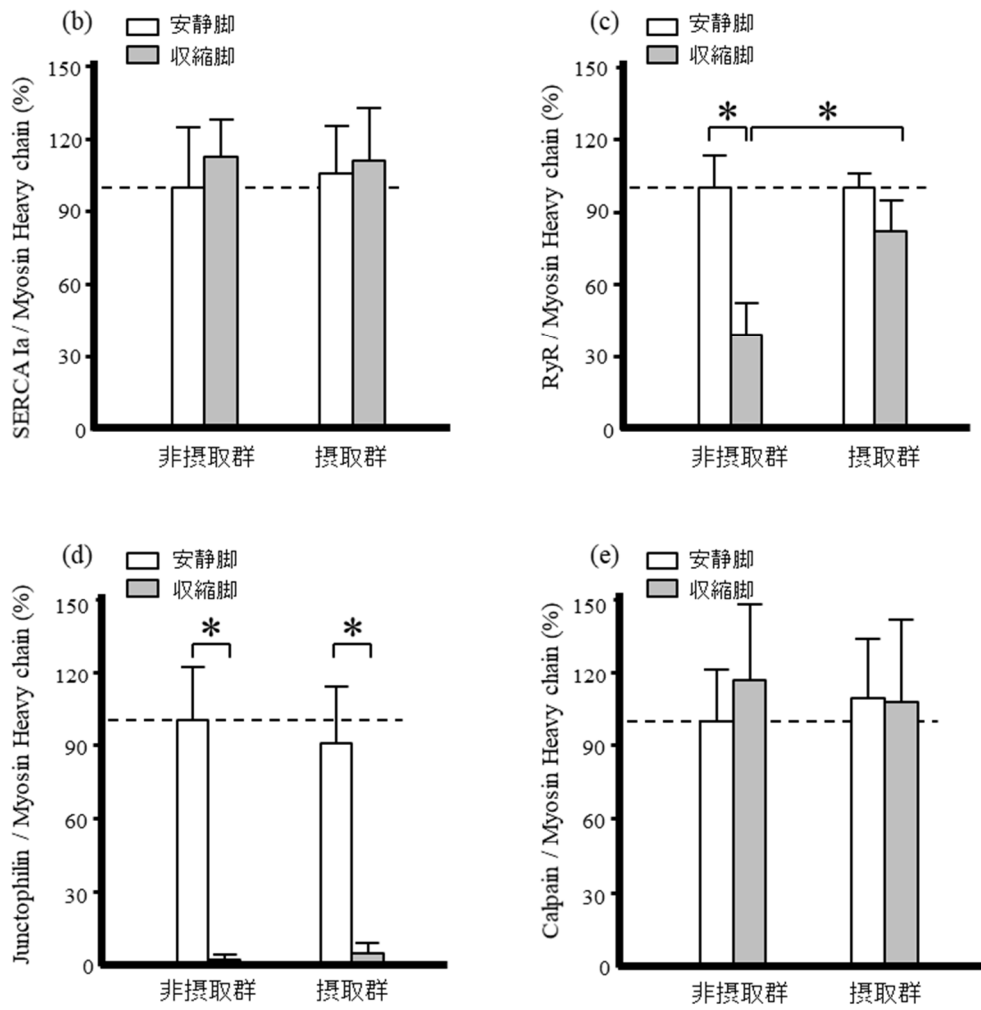 (b)
安静脚
収縮脚
SERCA Ia / Myosin Heavy chain (%)
150
120
90
60
30
0
非摂取群
摂取群
(c)
安静脚
収縮脚
RyR / Myosin Heavy chain (%)
150
120
90
60
30
0
*
*
非摂取群
摂取群
(d)
安静脚
収縮脚
Junctophilin / Myosin Heavy chain (%)
150
120
90
60
30
0
*
*
非摂取群
摂取群
(e)
安静脚
収縮脚
Calpain / Myosin Heavy chain (%)
150
120
90
60
30
0
非摂取群
摂取群